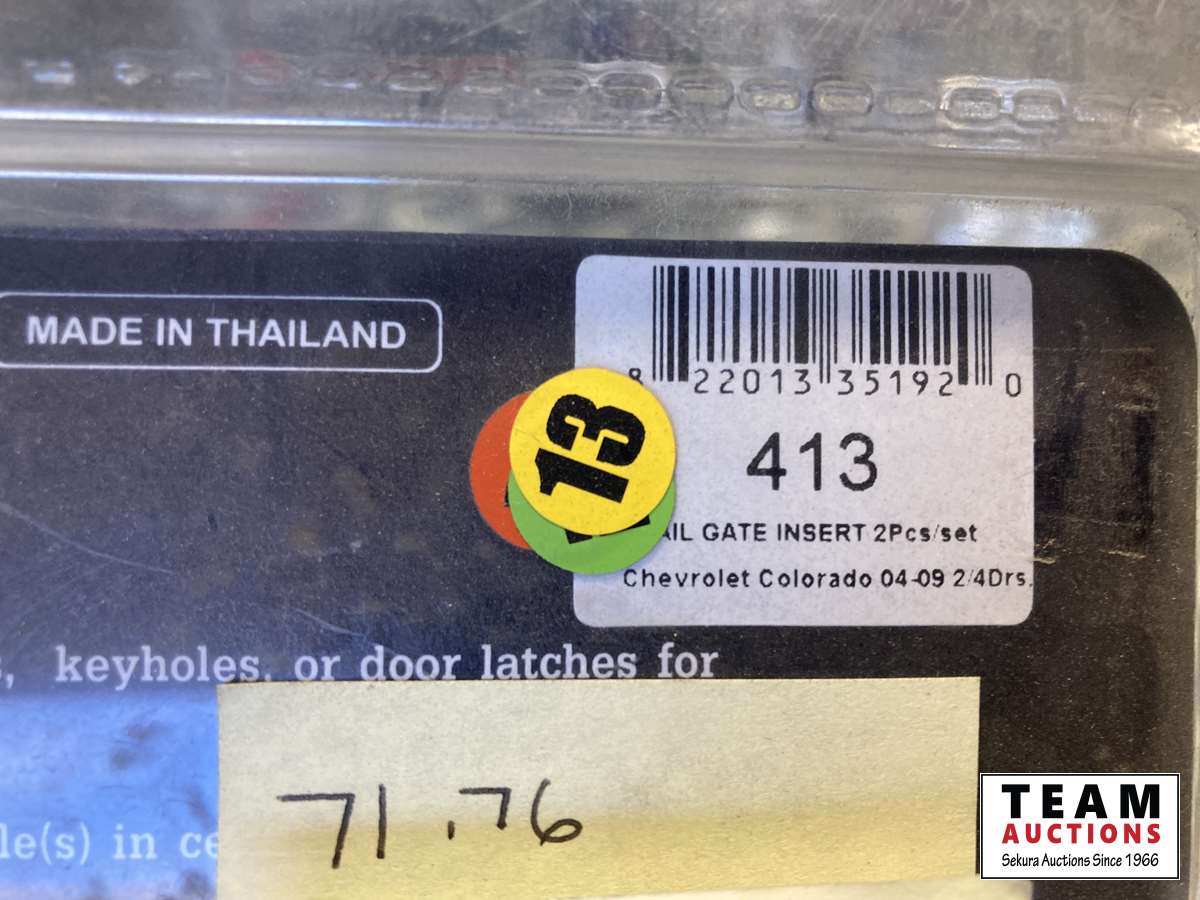 MADE IN THAILAND
8 22013 35192 0
413
13
AIL GATE INSERT 2Pcs/set
Chevrolet Colorado 04-09 2/4Drs.
keyholes, or door latches for
71.76
le(s) in ce
TEAM
AUCTIONS
Sekura Auctions Since 1966